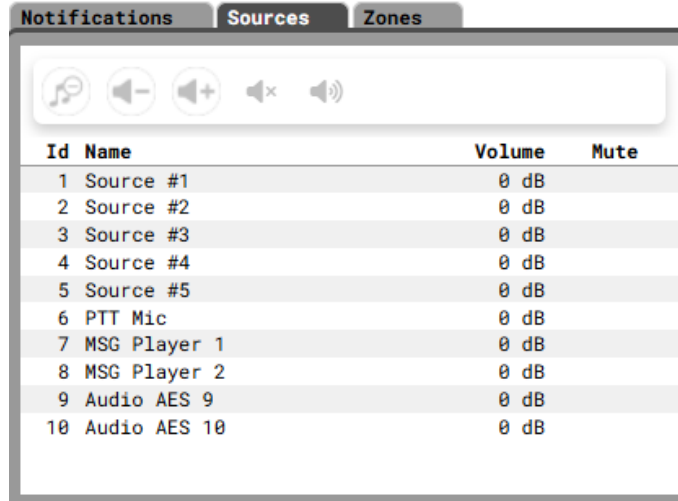 Notifications Sources Zones
Id Name Volume Mute
1 Source #1 0 dB
2 Source #2 0 dB
3 Source #3 0 dB
4 Source #4 0 dB
5 Source #5 0 dB
6 PTT Mic 0 dB
7 MSG Player 1 0 dB
8 MSG Player 2 0 dB
9 Audio AES 9 0 dB
10 Audio AES 10 0 dB